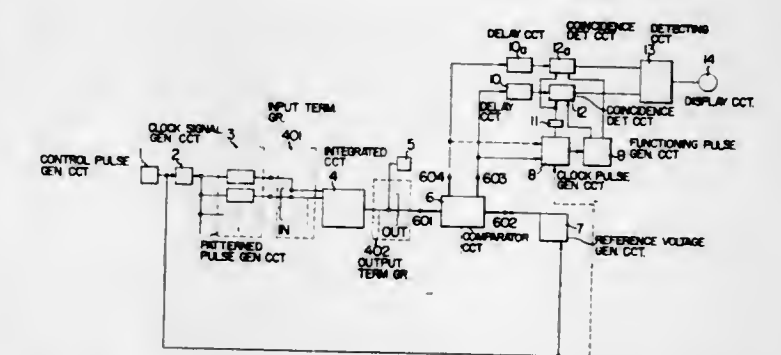 COINCIDENCE
DET CCT
DETECTING
CCT
DELAY CCT
10a
12a
13
14
10
DELAY
CCT
12
COINCIDENCE
DET CCT
DISPLAY CCT.
11
INPUT TERM
GR.
401
CLOCK SIGNAL
GEN CCT
3
5
INTEGRATED
CCT
4
CONTROL PULSE
GEN CCT
2
604
603
8
9
FUNCTIONING PULSE
GEN. CCT
CLOCK PULSE
GEN CCT
6
IN
OUT
601
602
7
PATTERNED
PULSE GEN CCT
402
OUTPUT
TERM GR.
COMPARATOR
CCT
REFERENCE VOLTAGE
GEN. CCT.